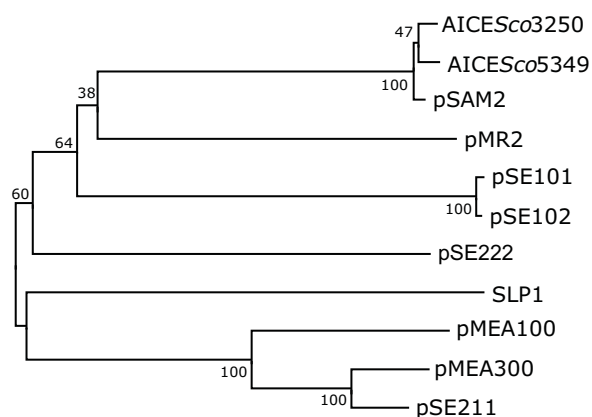 47
AICESco3250
AICESco5349
100
pSAM2
38
pMR2
64
pSE101
100
pSE102
60
pSE222
SLP1
pMEA100
100
pMEA300
100
pSE211